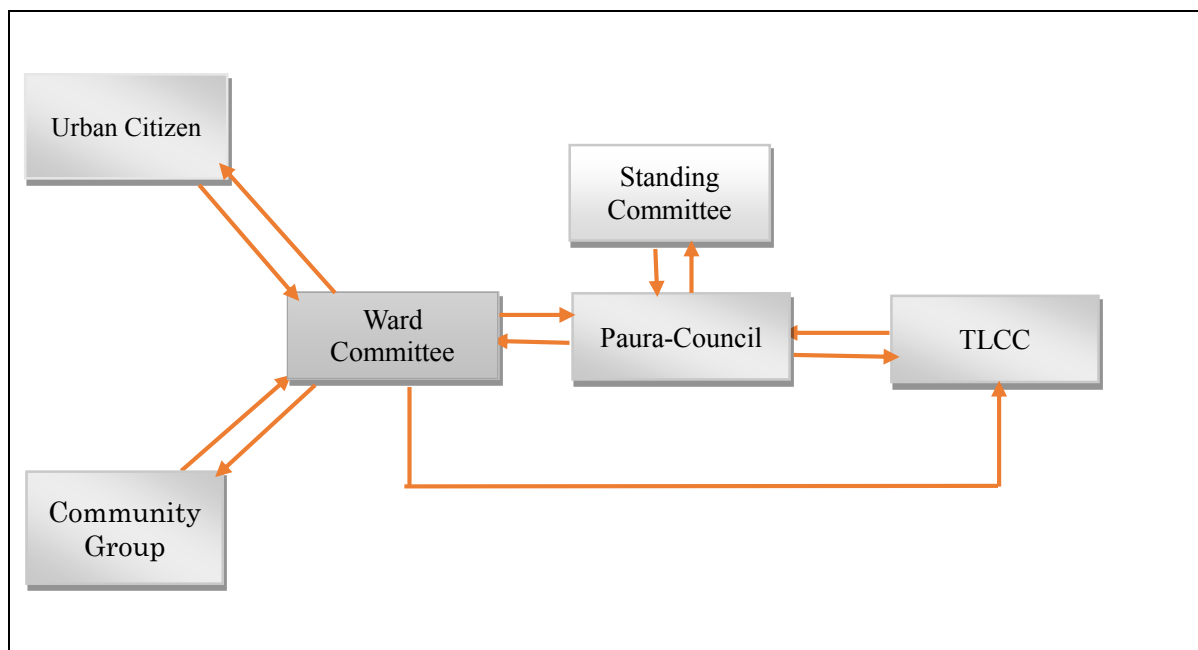 Urban Citizen
Standing
Committee
Ward
Committee
Paura-Council
TLCC
Community
Group